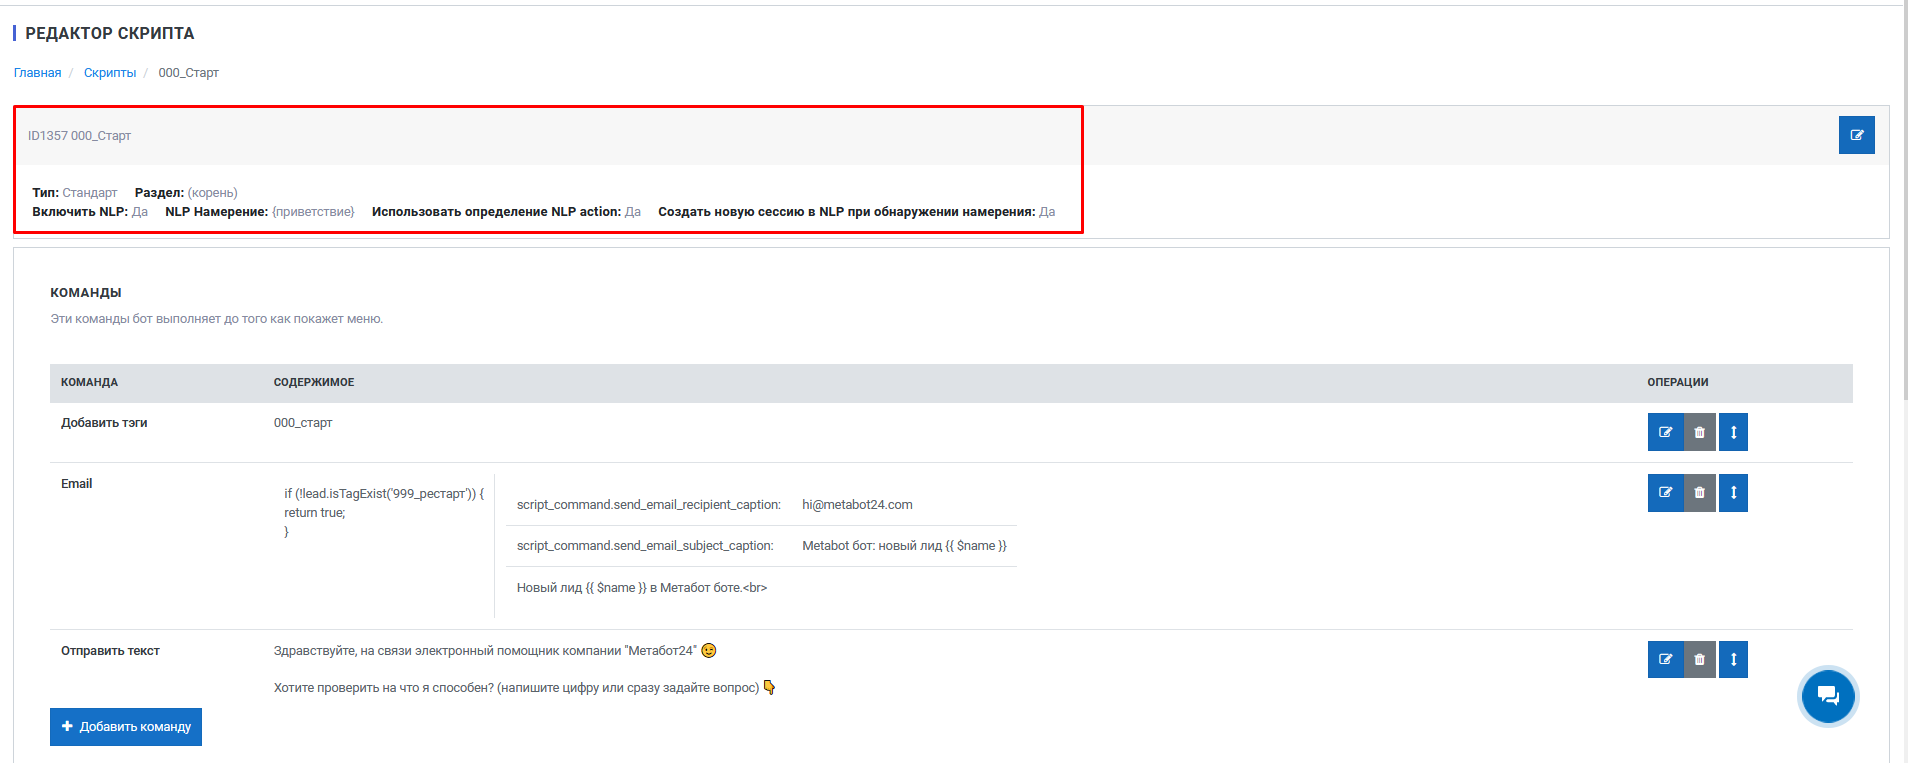 РЕДАКТОР СКРИПТА
Главная / Скрипты / 000_Старт
ID1357 000_Старт
Тип: Стандарт Раздел: (корень)
Включить NLP: Да NLP Намерение: {приветствие} Использовать определение NLP action: Да Создать новую сессию в NLP при обнаружении намерения: Да
КОМАНДЫ
Эти команды бот выполняет до того как покажет меню.
КОМАНДА СОДЕРЖИМОЕ ОПЕРАЦИИ
Добавить тэги 000_старт
Email
if (!lead.isTagExist('999_рестарт')) {
return true;
}
script_command.send_email_recipient_caption: hi@metabot24.com
script_command.send_email_subject_caption: Metabot бот: новый лид {{ $name }}
Новый лид {{ $name }} в Метабот боте.<br>
Отправить текст Здравствуйте, на связи электронный помощник компании "Метабот24" 😉
Хотите проверить на что я способен? (напишите цифру или сразу задайте вопрос) 👇
+ Добавить команду